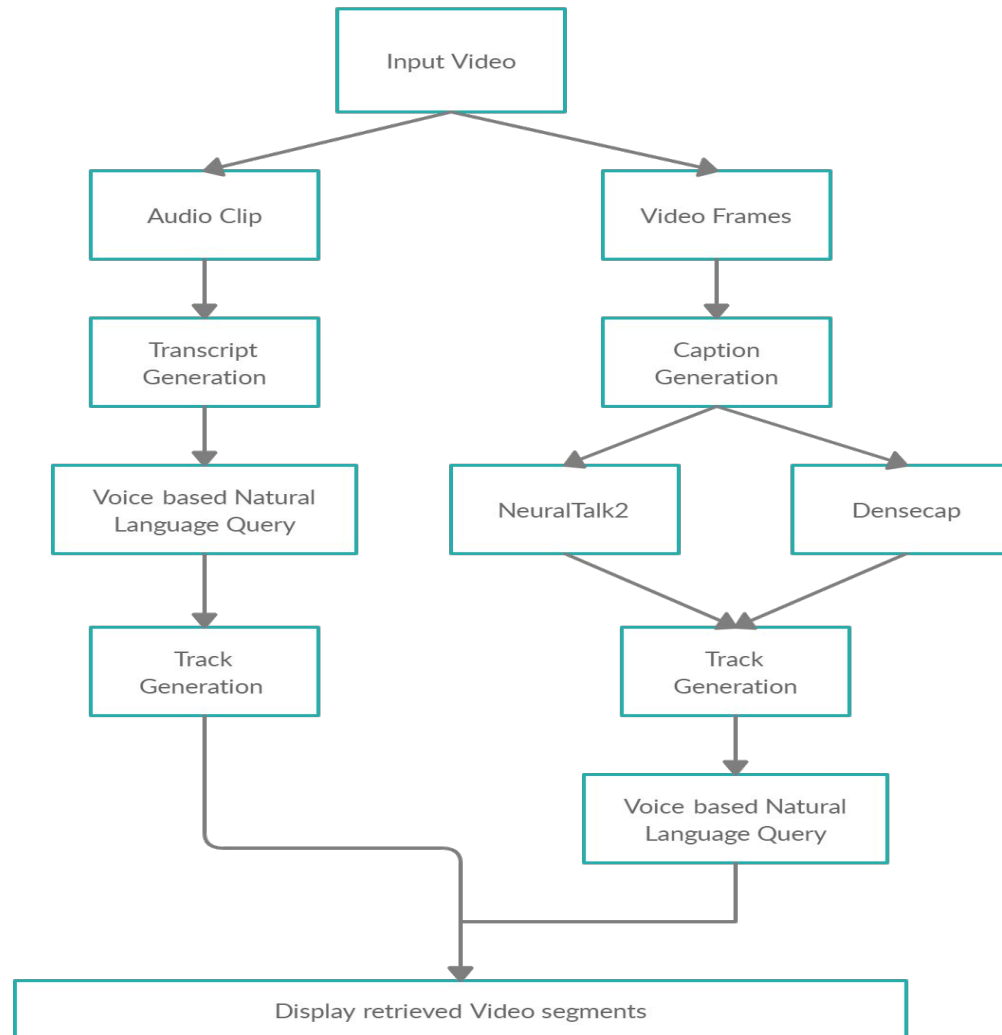 Input Video
Audio Clip
Video Frames
Transcript
Generation
Caption
Generation
Voice based Natural
Language Query
NeuralTalk2
Densecap
Track
Generation
Track
Generation
Voice based Natural
Language Query
Display retrieved Video segments